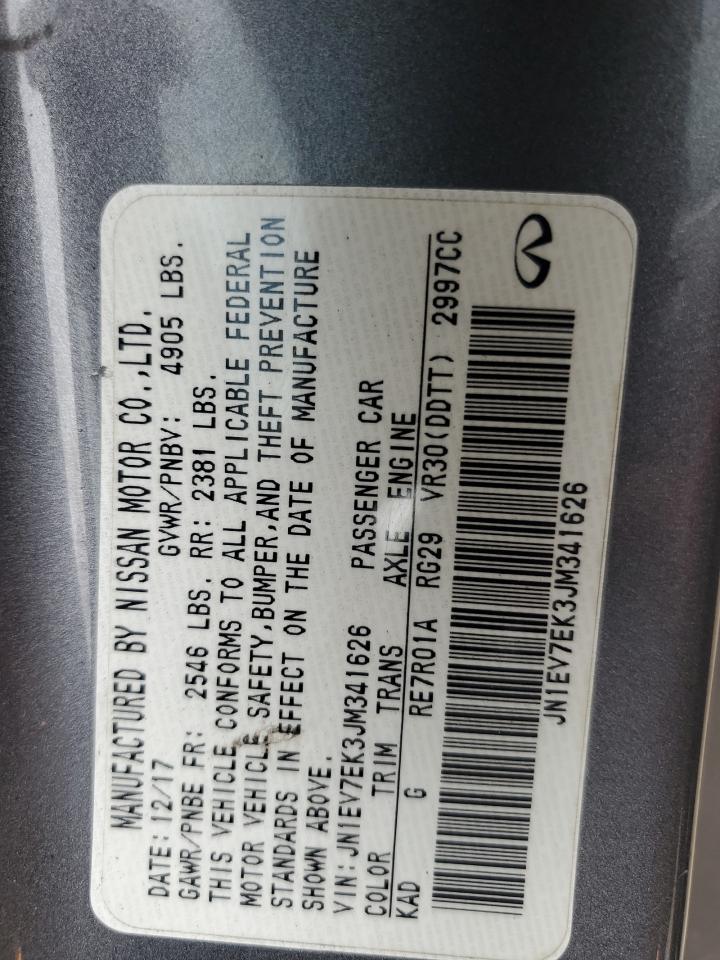 MANUFACTURED BY NISSAN MOTOR CO.,LTD.
DATE: 12/17 GVWR/PNBV: 4905 LBS.
GAWR/PNBE FR: 2546 LBS. RR: 2381 LBS.
THIS VEHICLE CONFORMS TO ALL APPLICABLE FEDERAL
MOTOR VEHICLE SAFETY,BUMPER,AND THEFT PREVENTION
STANDARDS IN EFFECT ON THE DATE OF MANUFACTURE
SHOWN ABOVE.
VIN:JN1EV7EK3JM341626 PASSENGER CAR
COLOR TRIM TRANS AXLE ENGINE
KAD G RE7R01A RG29 VR30(DDTT) 2997CC
JN1EV7EK3JM341626